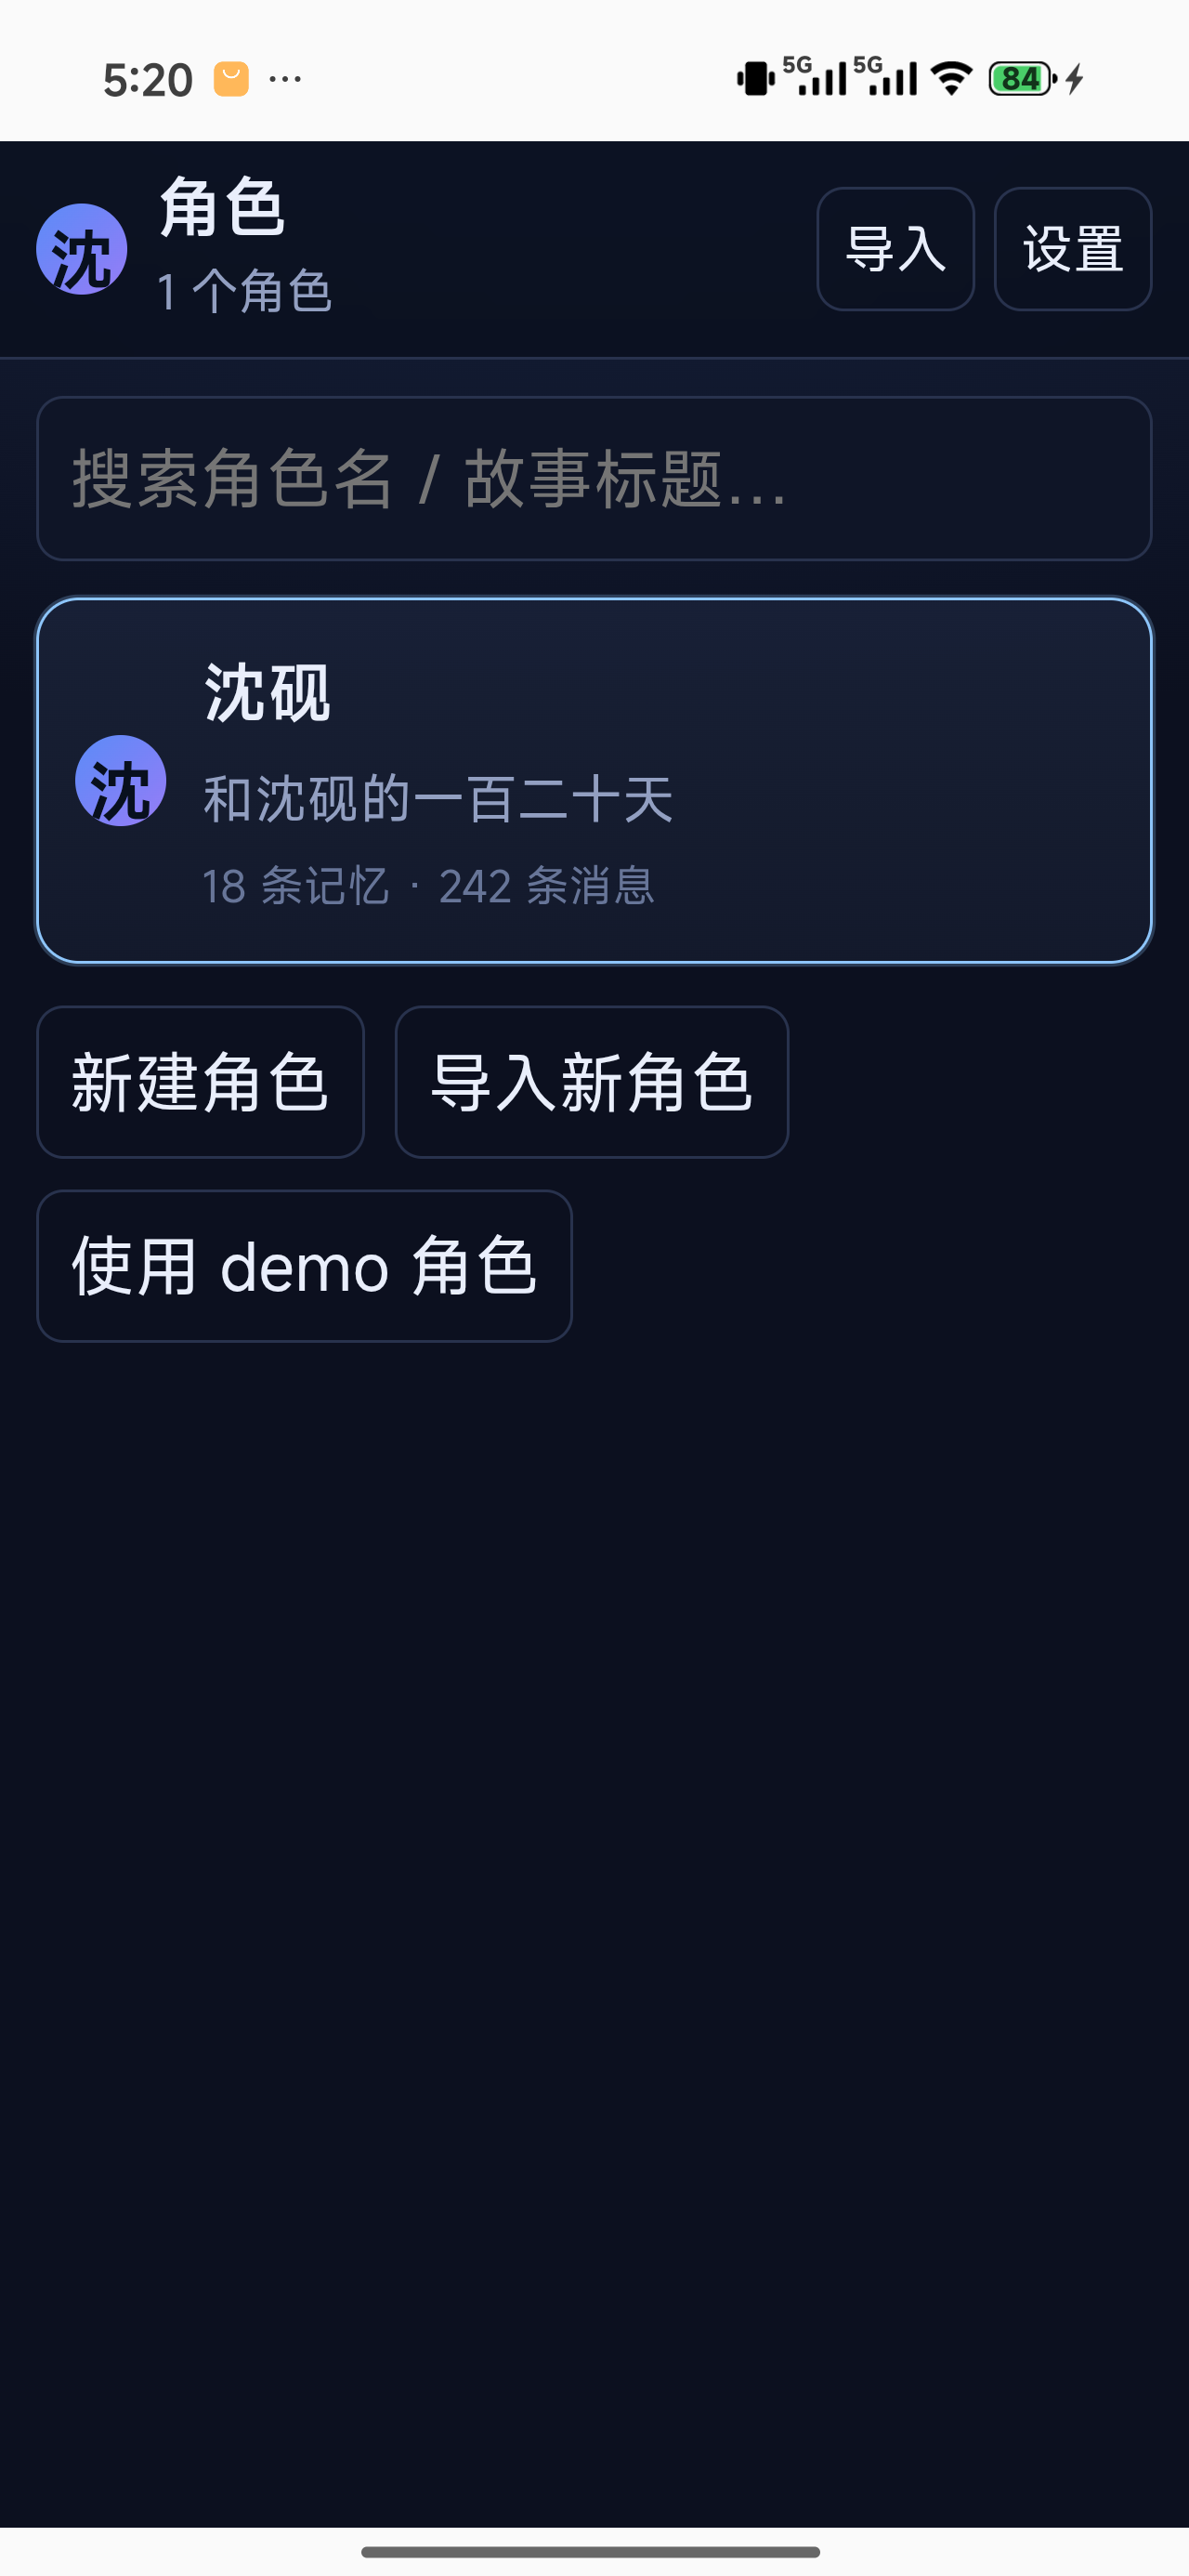 5:20 ... 5G 5G 84
沈 角色
1 个角色
导入 设置
搜索角色名 / 故事标题...
沈砚
沈 和沈砚的一百二十天
18 条记忆 · 242 条消息
新建角色 导入新角色
使用 demo 角色